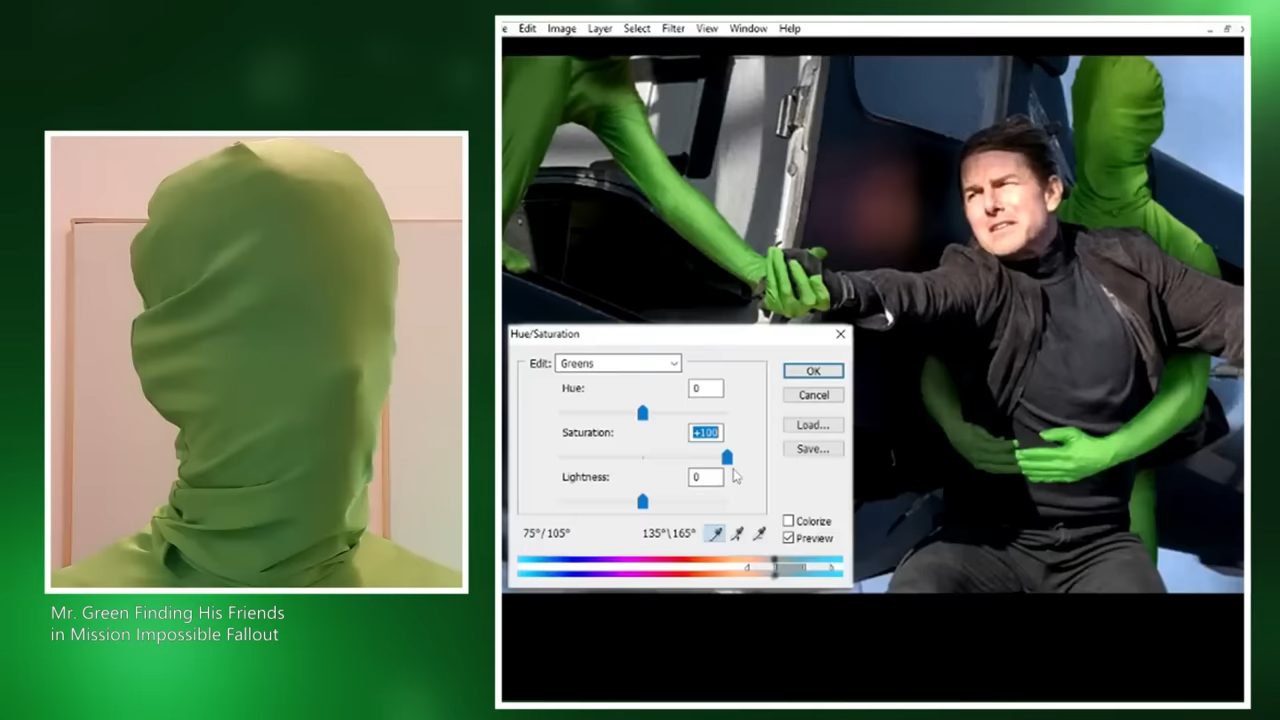 Edit Image Layer Select Filter View Window Help
Hue/Saturation
Edit: Greens
Hue: 0
OK
Cancel
Saturation: +100
Load...
Save...
Lightness: 0
75°/105° 135°\165°
Colorize
Preview
Mr. Green Finding His Friends
in Mission Impossible Fallout